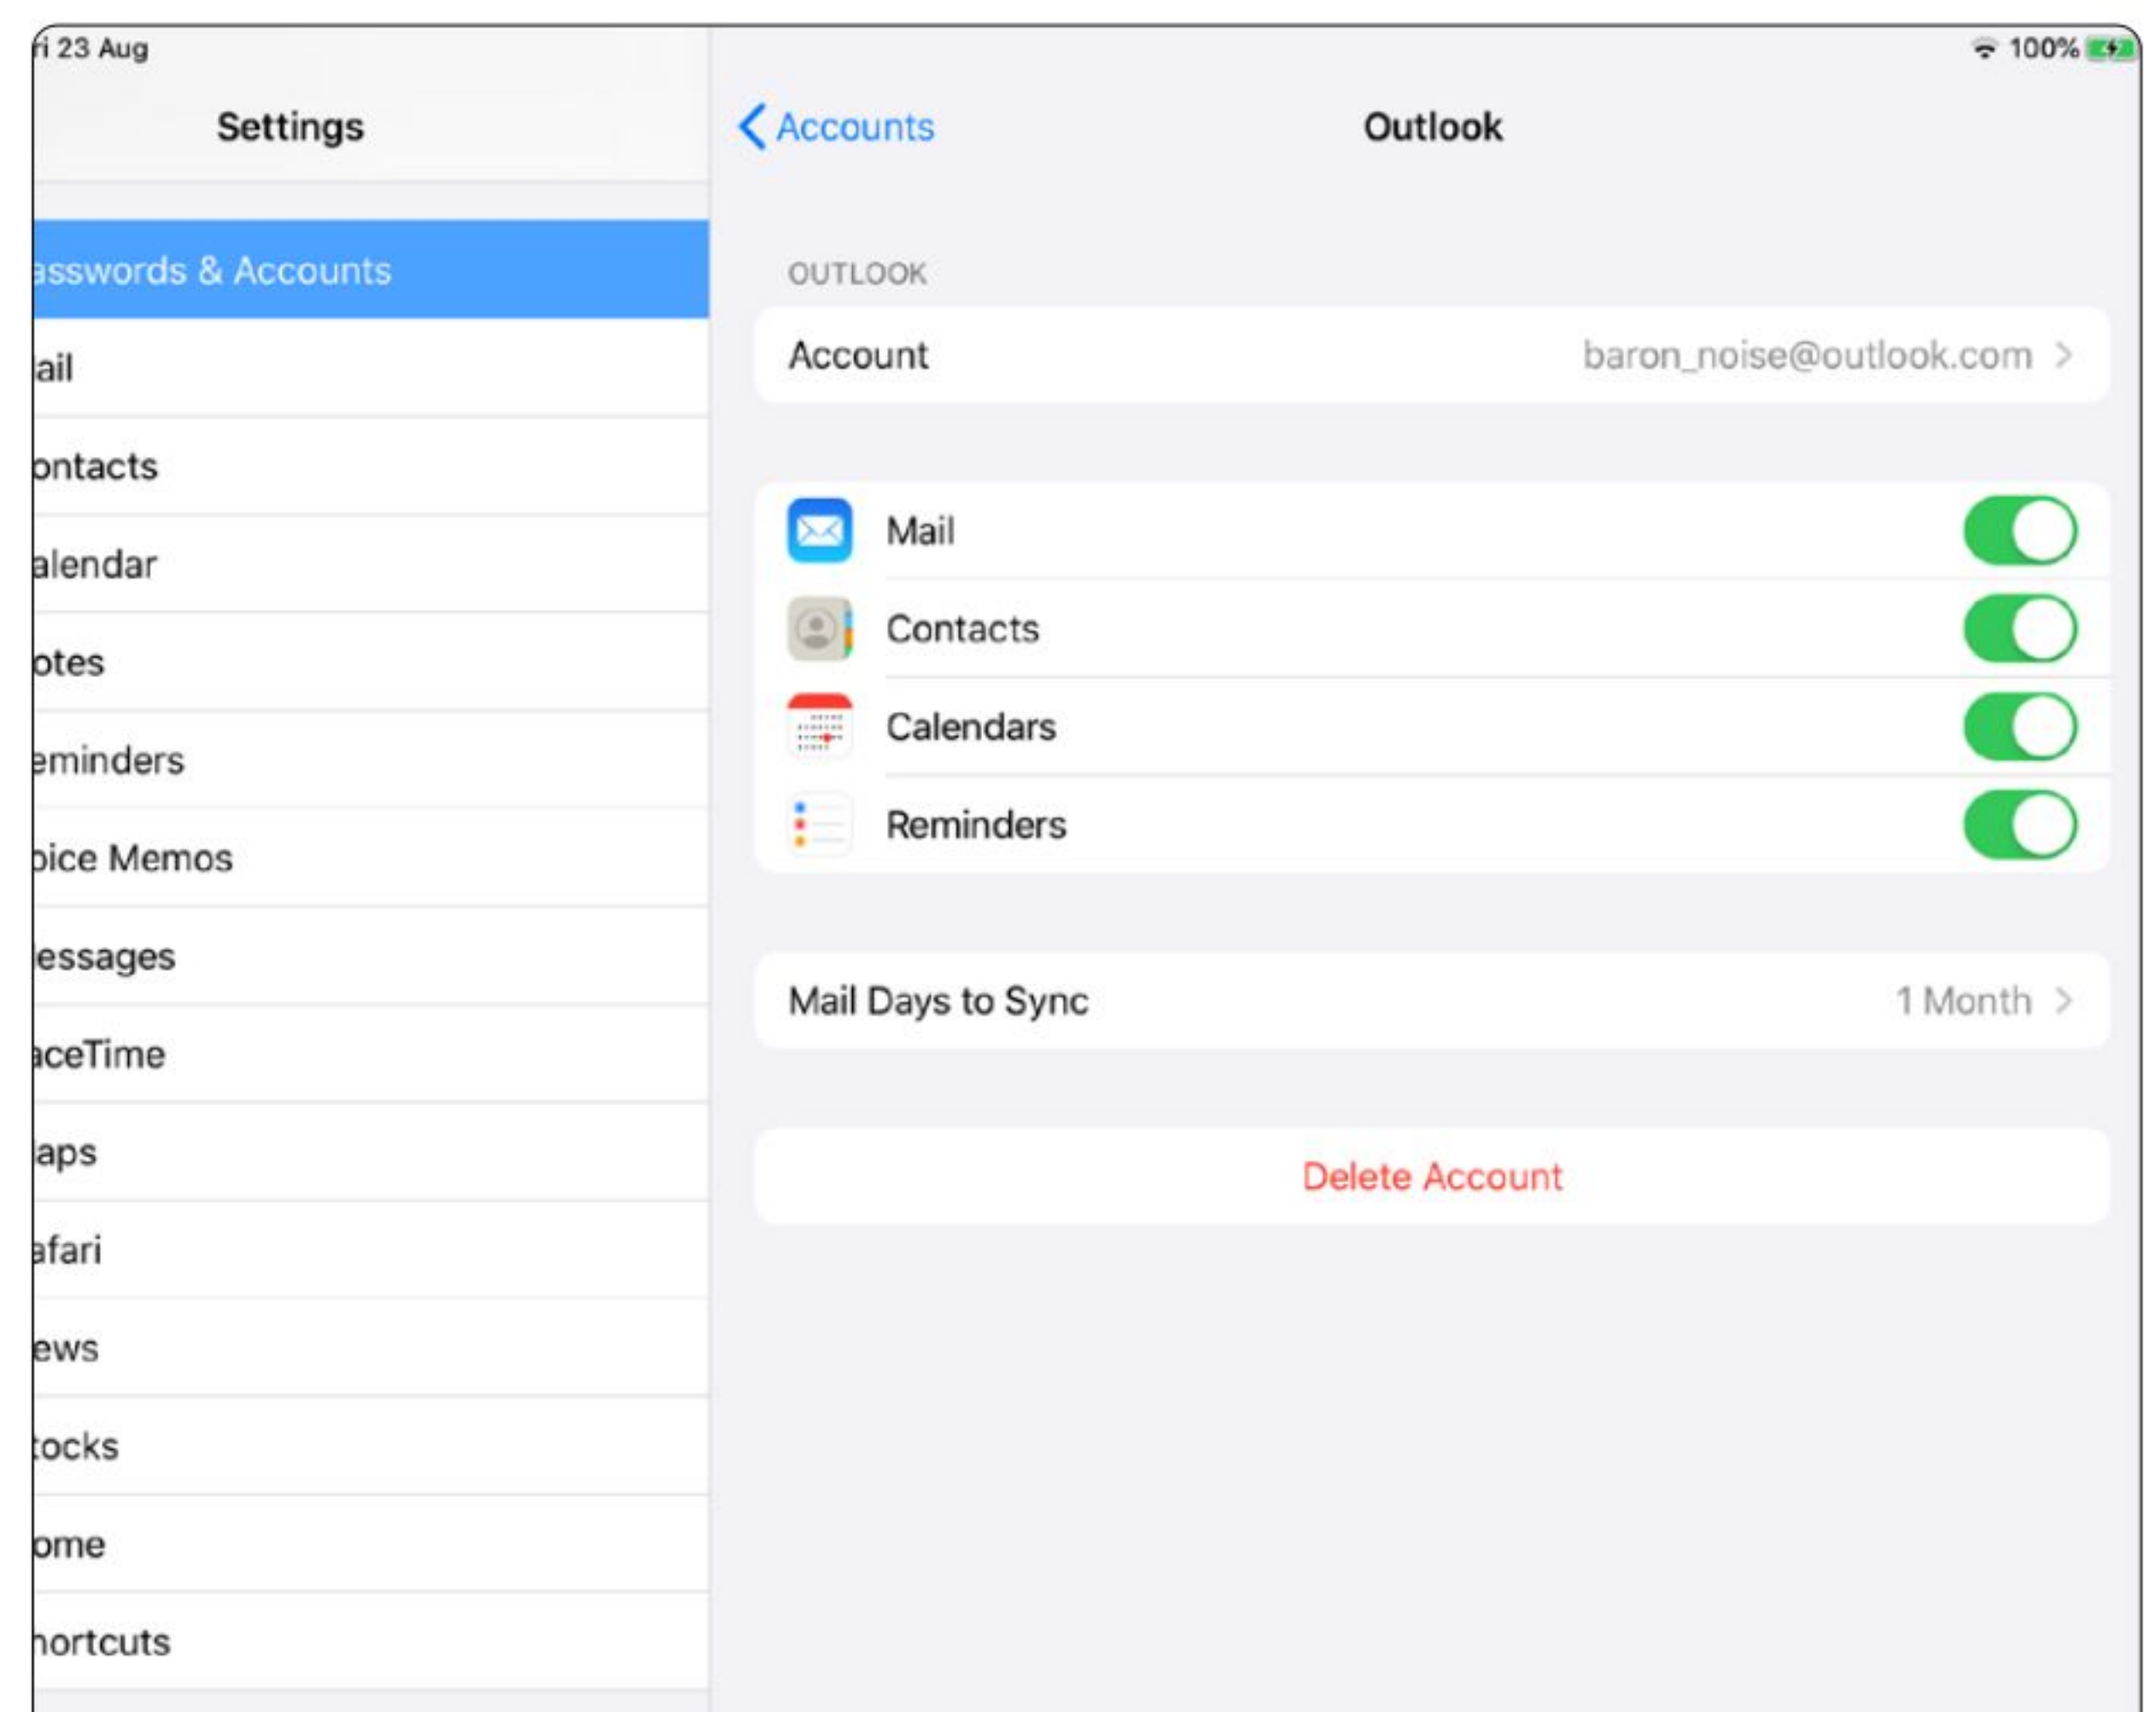 ri 23 Aug
100%
Settings
asswords & Accounts
ail
ontacts
alendar
otes
eminders
oice Memos
essages
aceTime
aps
afari
ews
tocks
ome
hortcuts
Accounts
Outlook
OUTLOOK
Account baron_noise@outlook.com
Mail
Contacts
Calendars
Reminders
Mail Days to Sync 1 Month
Delete Account